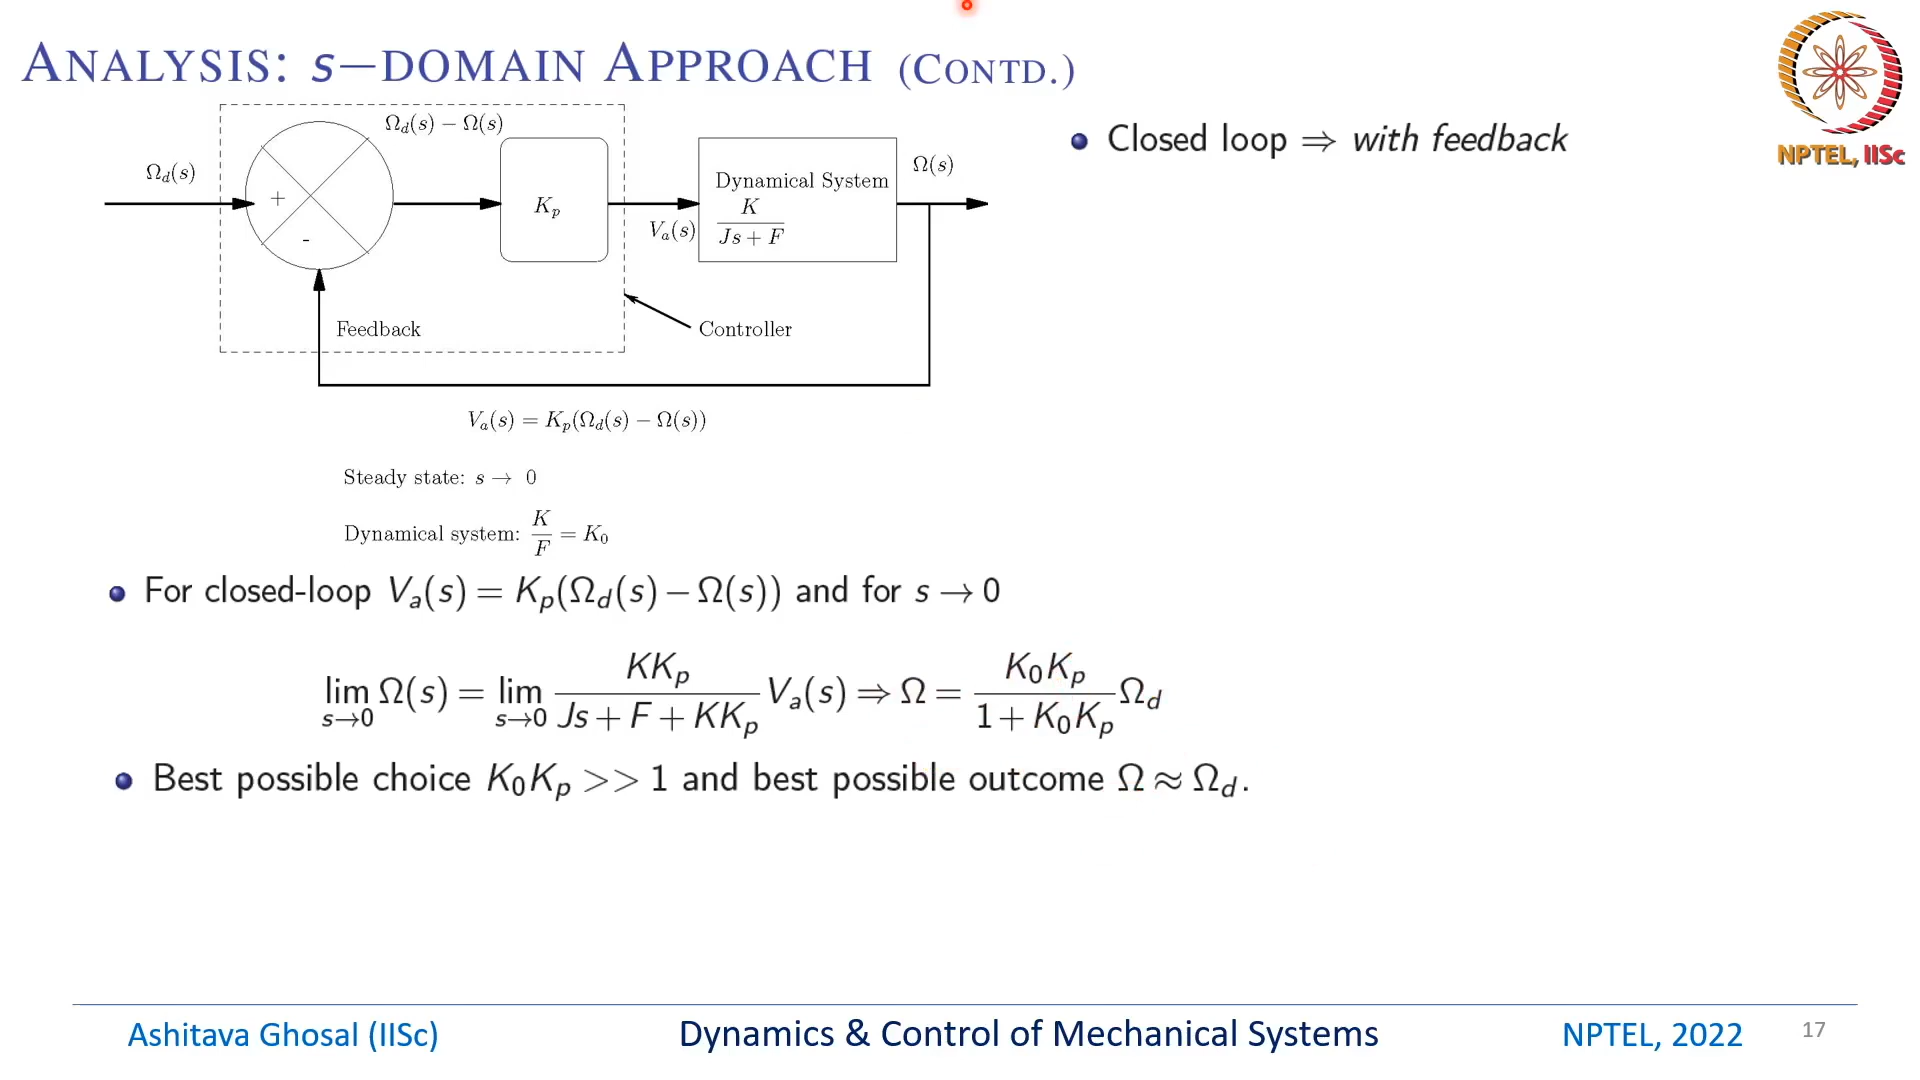 ANALYSIS: s−DOMAIN APPROACH (CONTD.)
NPTEL, IISc
Ω_d(s) − Ω(s)
Ω_d(s)
+
-
K_p
V_a(s)
Dynamical System
K
Js + F
Ω(s)
Feedback
Controller
V_a(s) = K_p(Ω_d(s) − Ω(s))
Steady state: s → 0
Dynamical system: K/F = K_0
• Closed loop ⇒ with feedback
• For closed-loop V_a(s) = K_p(Ω_d(s) − Ω(s)) and for s → 0
lim_{s→0} Ω(s) = lim_{s→0} KK_p/(Js + F + KK_p) V_a(s) ⇒ Ω = K_0K_p/(1 + K_0K_p) Ω_d
• Best possible choice K_0K_p >> 1 and best possible outcome Ω ≈ Ω_d.
Ashitava Ghosal (IISc)
Dynamics & Control of Mechanical Systems
NPTEL, 2022
17